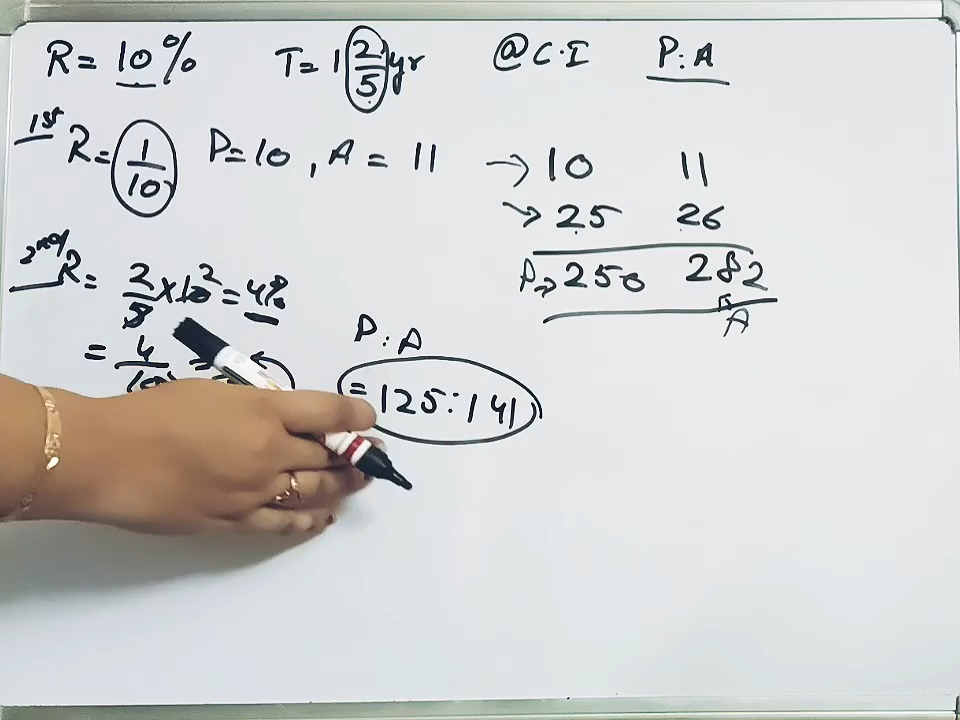 R = 10% T = 1 2/5 yr @ C.I P : A
1st R = 1/10 P = 10 , A = 11 → 10 11
→ 25 26
2nd R = 2/5 × 10 2 = 4% P → 250 282
A
= 4/100 =
P : A
= 125 : 141